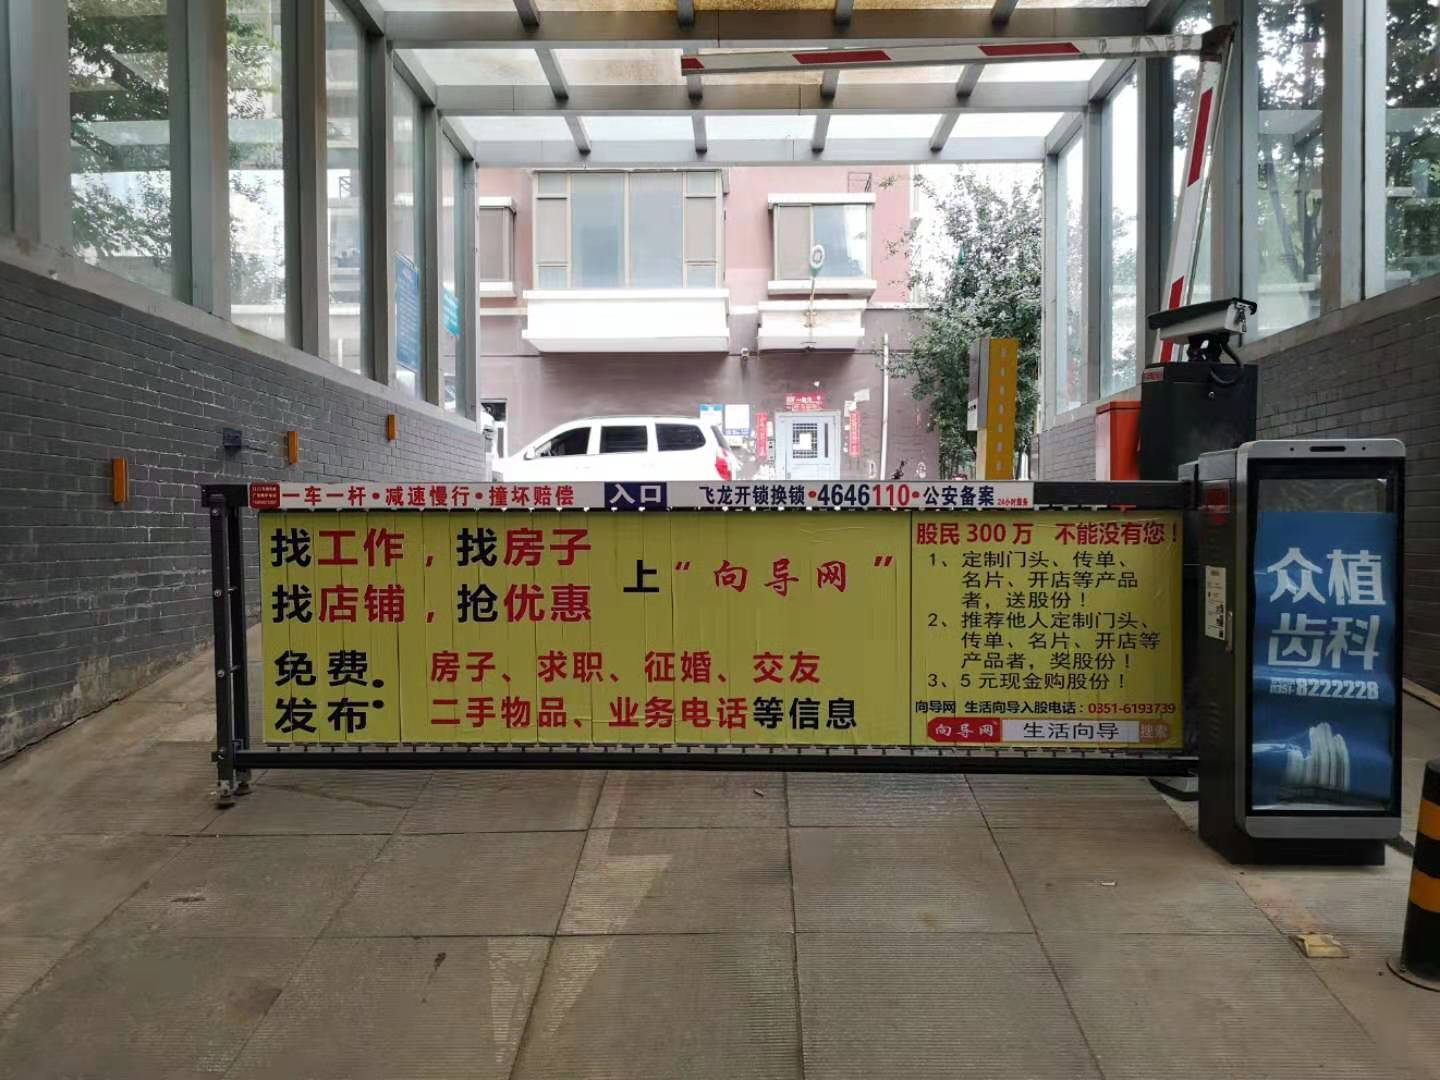 一车一杆·减速慢行·撞坏赔偿
入口
飞龙开锁换锁·4646110·公安备案 24小时服务
找工作，找房子
找店铺，抢优惠
上“向导网”
免费发布：
房子、求职、征婚、交友
二手物品、业务电话等信息
股民300万 不能没有您！
1、定制门头、传单、
名片、开店等产品
者，送股份！
2、推荐他人定制门头、
传单、名片、开店等
产品者，奖股份！
3、5元现金购股份！
向导网 生活向导入股电话：0351-6193739
向导网 生活向导 搜索
众植
齿科
0351-8222228